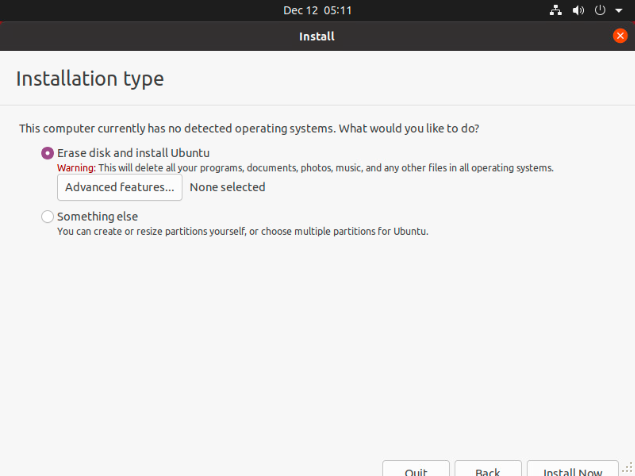 Dec 12 05:11
Install
Installation type
This computer currently has no detected operating systems. What would you like to do?
Erase disk and install Ubuntu
Warning: This will delete all your programs, documents, photos, music, and any other files in all operating systems.
Advanced features... None selected
Something else
You can create or resize partitions yourself, or choose multiple partitions for Ubuntu.
Quit Back Install Now